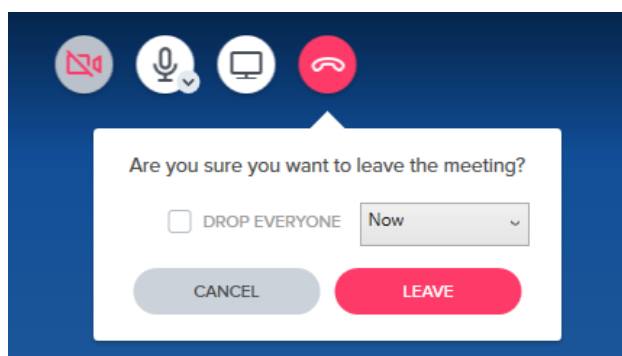 Are you sure you want to leave the meeting?
DROP EVERYONE Now
CANCEL LEAVE